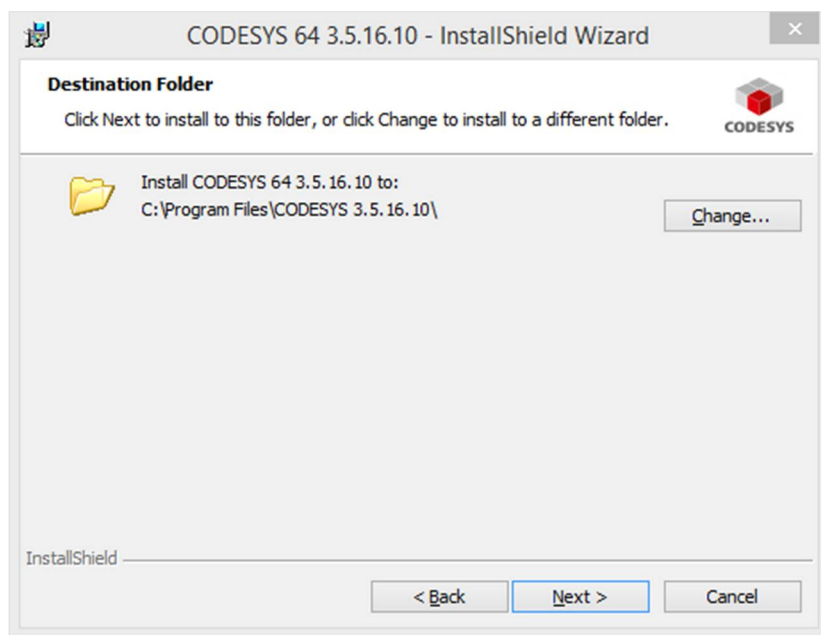 CODESYS 64 3.5.16.10 - InstallShield Wizard
Destination Folder
Click Next to install to this folder, or click Change to install to a different folder.
CODESYS
Install CODESYS 64 3.5.16.10 to:
C:\Program Files\CODESYS 3.5.16.10\
Change...
InstallShield
< Back
Next >
Cancel